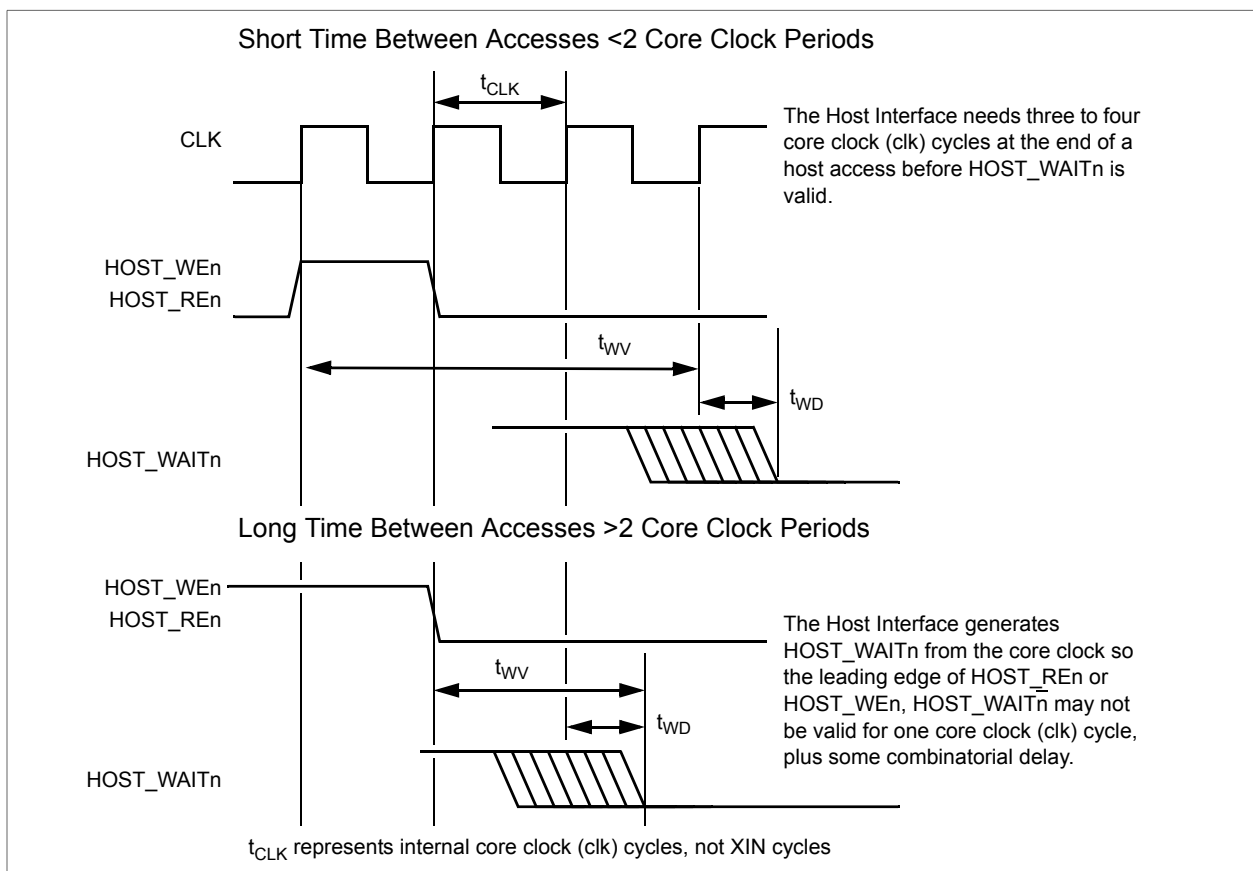 Short Time Between Accesses <2 Core Clock Periods
tCLK
CLK
The Host Interface needs three to four
core clock (clk) cycles at the end of a
host access before HOST_WAITn is
valid.
HOST_WEn
HOST_REn
tWV
tWD
HOST_WAITn
Long Time Between Accesses >2 Core Clock Periods
HOST_WEn
HOST_REn
The Host Interface generates
HOST_WAITn from the core clock so
the leading edge of HOST_REn or
HOST_WEn, HOST_WAITn may not
be valid for one core clock (clk) cycle,
plus some combinatorial delay.
tWV
tWD
HOST_WAITn
tCLK represents internal core clock (clk) cycles, not XIN cycles